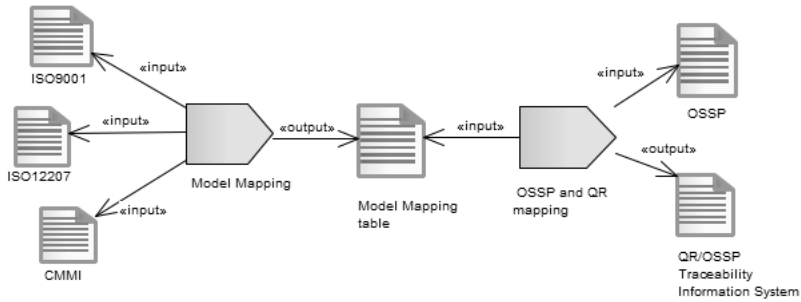 ISO9001
«input»
ISO12207
«input»
CMMI
«input»
Model Mapping
«output»
Model Mapping
table
«input»
OSSP and QR
mapping
«input»
OSSP
«output»
QR/OSSP
Traceability
Information System